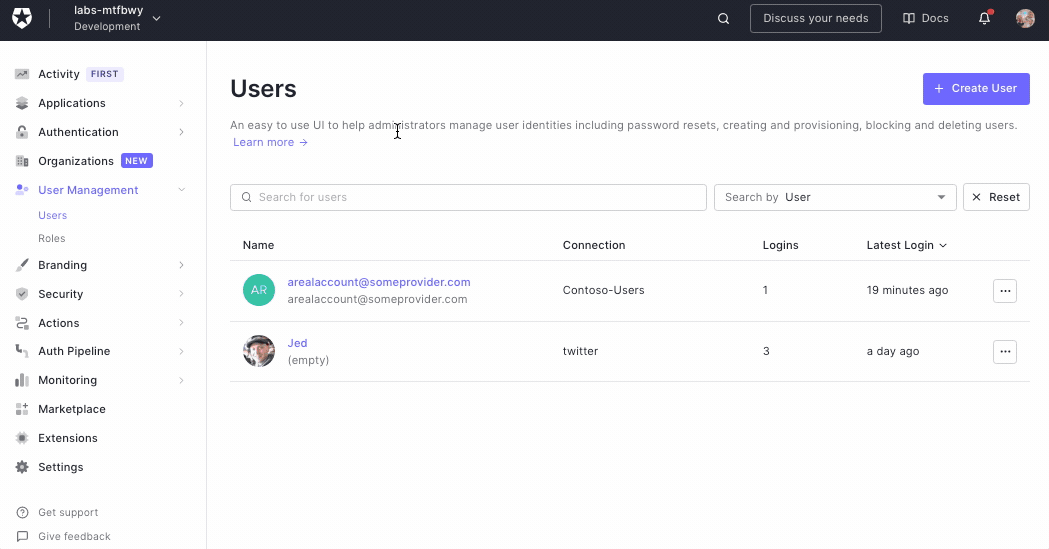 labs-mtfbwy
Development
Discuss your needs
Docs
Activity FIRST
Applications
Authentication
Organizations NEW
User Management
Users
Roles
Branding
Security
Actions
Auth Pipeline
Monitoring
Marketplace
Extensions
Settings
Get support
Give feedback
Users
+ Create User
An easy to use UI to help administrators manage user identities including password resets, creating and provisioning, blocking and deleting users.
Learn more →
Search for users
Search by User
Reset
Name Connection Logins Latest Login
AR
arealaccount@someprovider.com
arealaccount@someprovider.com
Contoso-Users 1 19 minutes ago
Jed
(empty)
twitter 3 a day ago